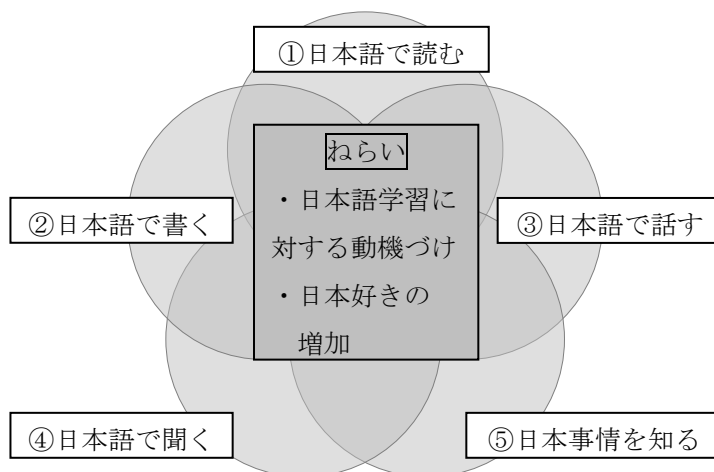 ①日本語で読む
ねらい
・日本語学習に
対する動機づけ
・日本好きの
増加
②日本語で書く
③日本語で話す
④日本語で聞く
⑤日本事情を知る